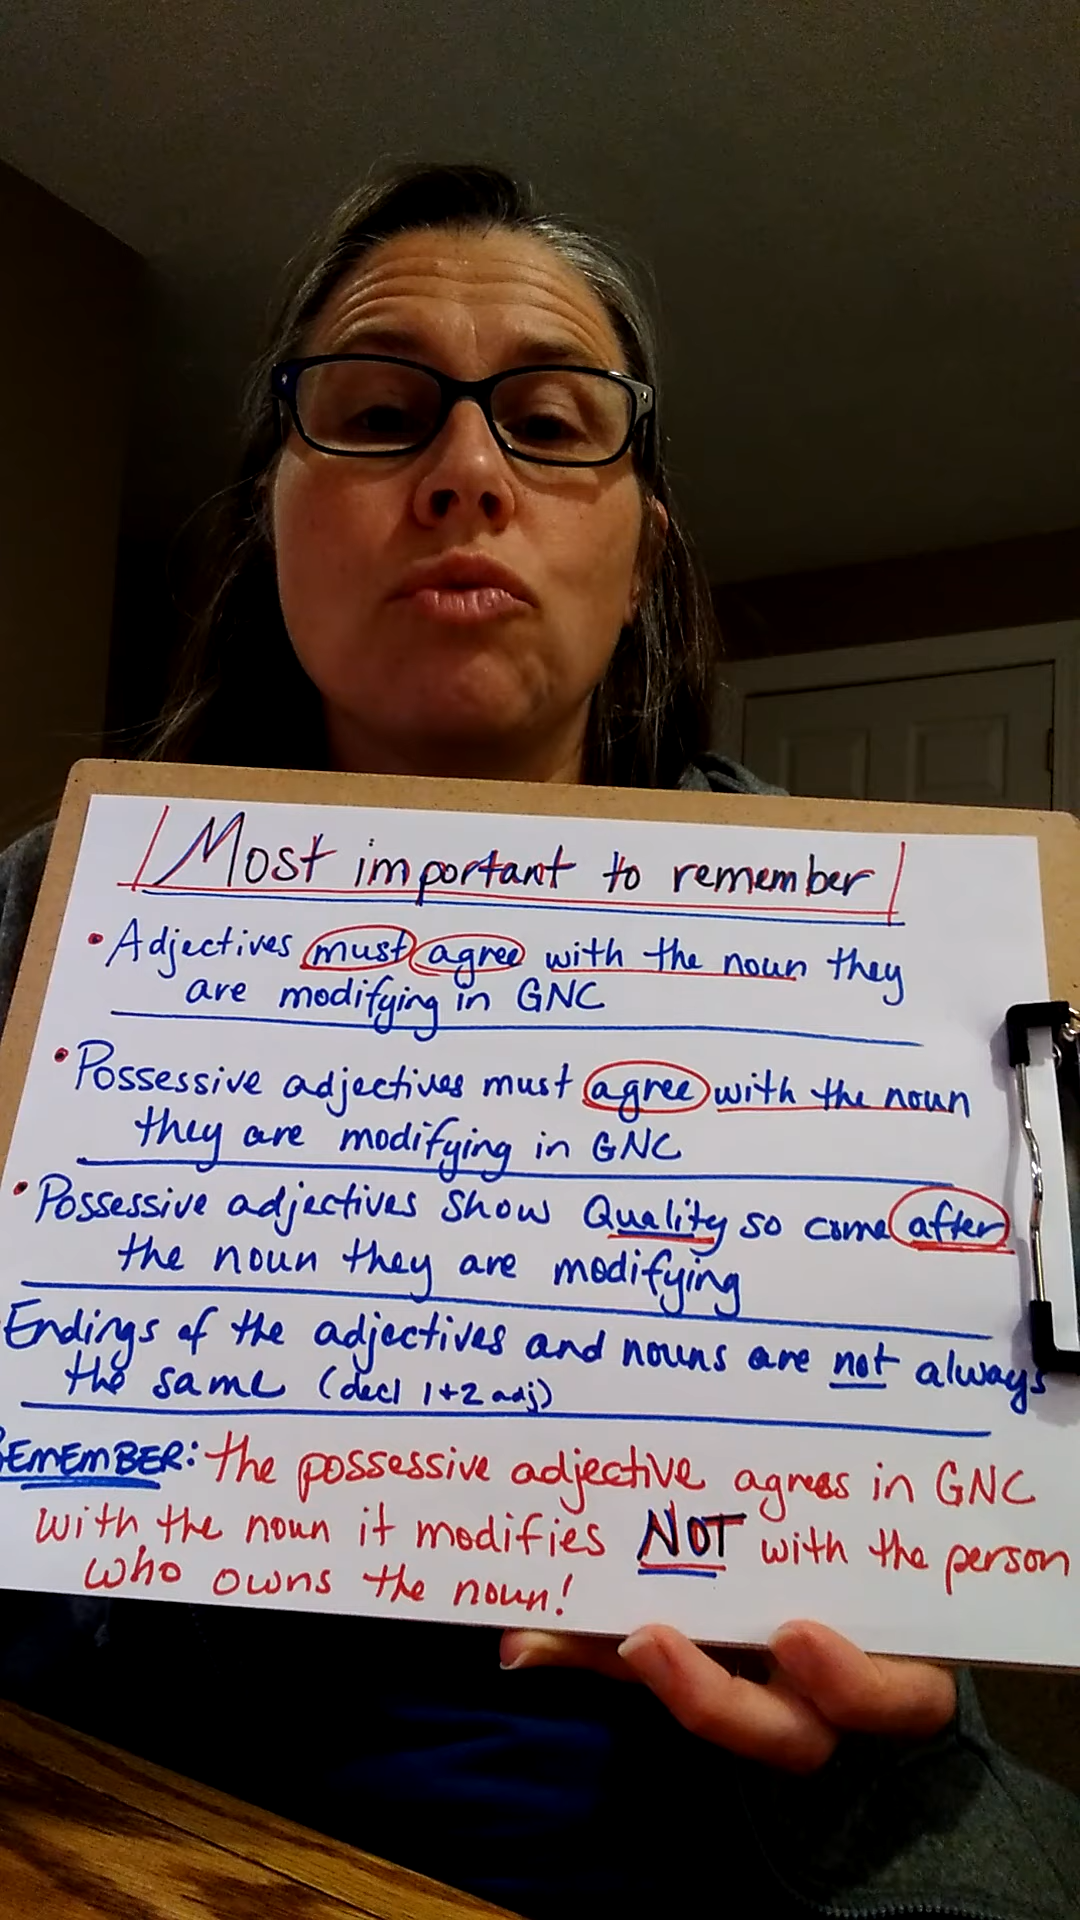 Most important to remember
• Adjectives must agree with the noun they
are modifying in GNC
• Possessive adjectives must agree with the noun
they are modifying in GNC
• Possessive adjectives show Quality so come after
the noun they are modifying
Endings of the adjectives and nouns are not always
the same (decl 1+2 adj)
REMEMBER: the possessive adjective agrees in GNC
with the noun it modifies NOT with the person
who owns the noun!